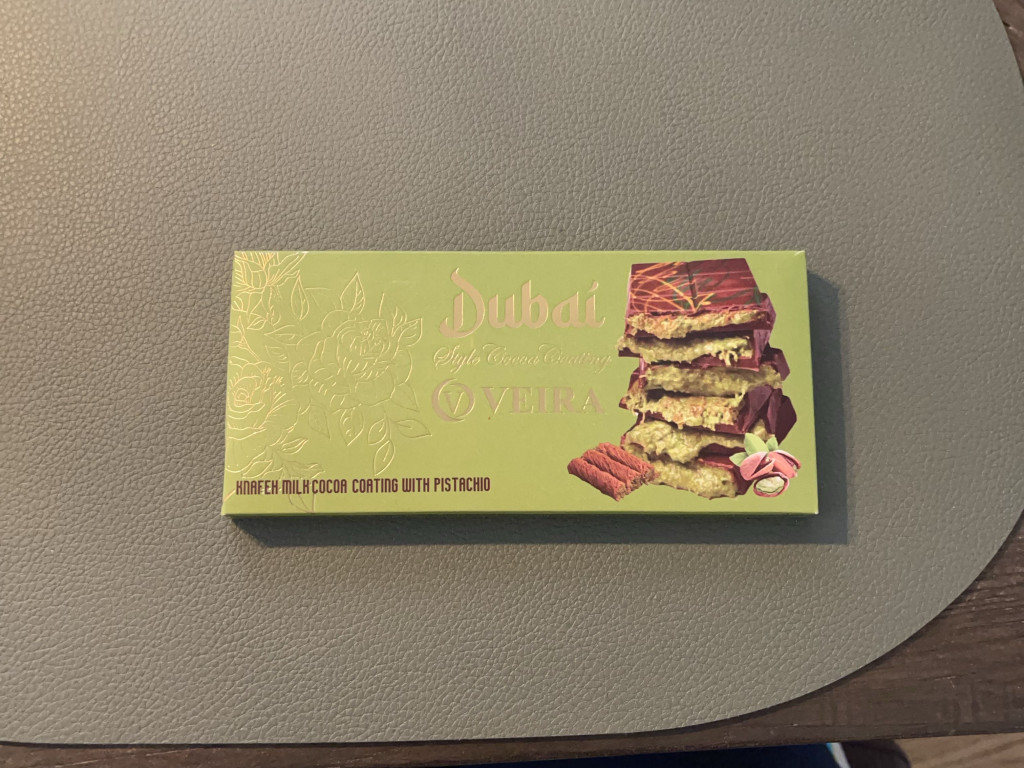 Dubai
Style Cocoa Coating
V VEIRA
KNAFEH MILK COCOA COATING WITH PISTACHIO